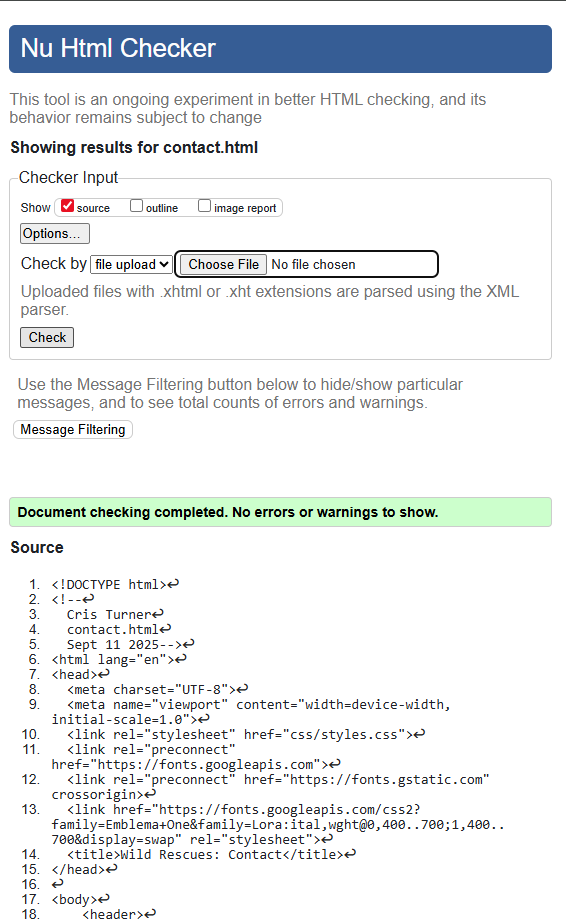 Nu Html Checker
This tool is an ongoing experiment in better HTML checking, and its
behavior remains subject to change
Showing results for contact.html
Checker Input
Show source outline image report
Options...
Check by file upload Choose File No file chosen
Uploaded files with .xhtml or .xht extensions are parsed using the XML
parser.
Check
Use the Message Filtering button below to hide/show particular
messages, and to see total counts of errors and warnings.
Message Filtering
Document checking completed. No errors or warnings to show.
Source
1. <!DOCTYPE html>↩
2. <!--↩
3. Cris Turner↩
4. contact.html↩
5. Sept 11 2025-->↩
6. <html lang="en">↩
7. <head>↩
8. <meta charset="UTF-8">↩
9. <meta name="viewport" content="width=device-width,
initial-scale=1.0">↩
10. <link rel="stylesheet" href="css/styles.css">↩
11. <link rel="preconnect"
href="https://fonts.googleapis.com">↩
12. <link rel="preconnect" href="https://fonts.gstatic.com"
crossorigin>↩
13. <link href="https://fonts.googleapis.com/css2?
family=Emblema+One&family=Lora:ital,wght@0,400..700;1,400..
700&display=swap" rel="stylesheet">↩
14. <title>Wild Rescues: Contact</title>↩
15. </head>↩
16. ↩
17. <body>↩
18. <header>↩